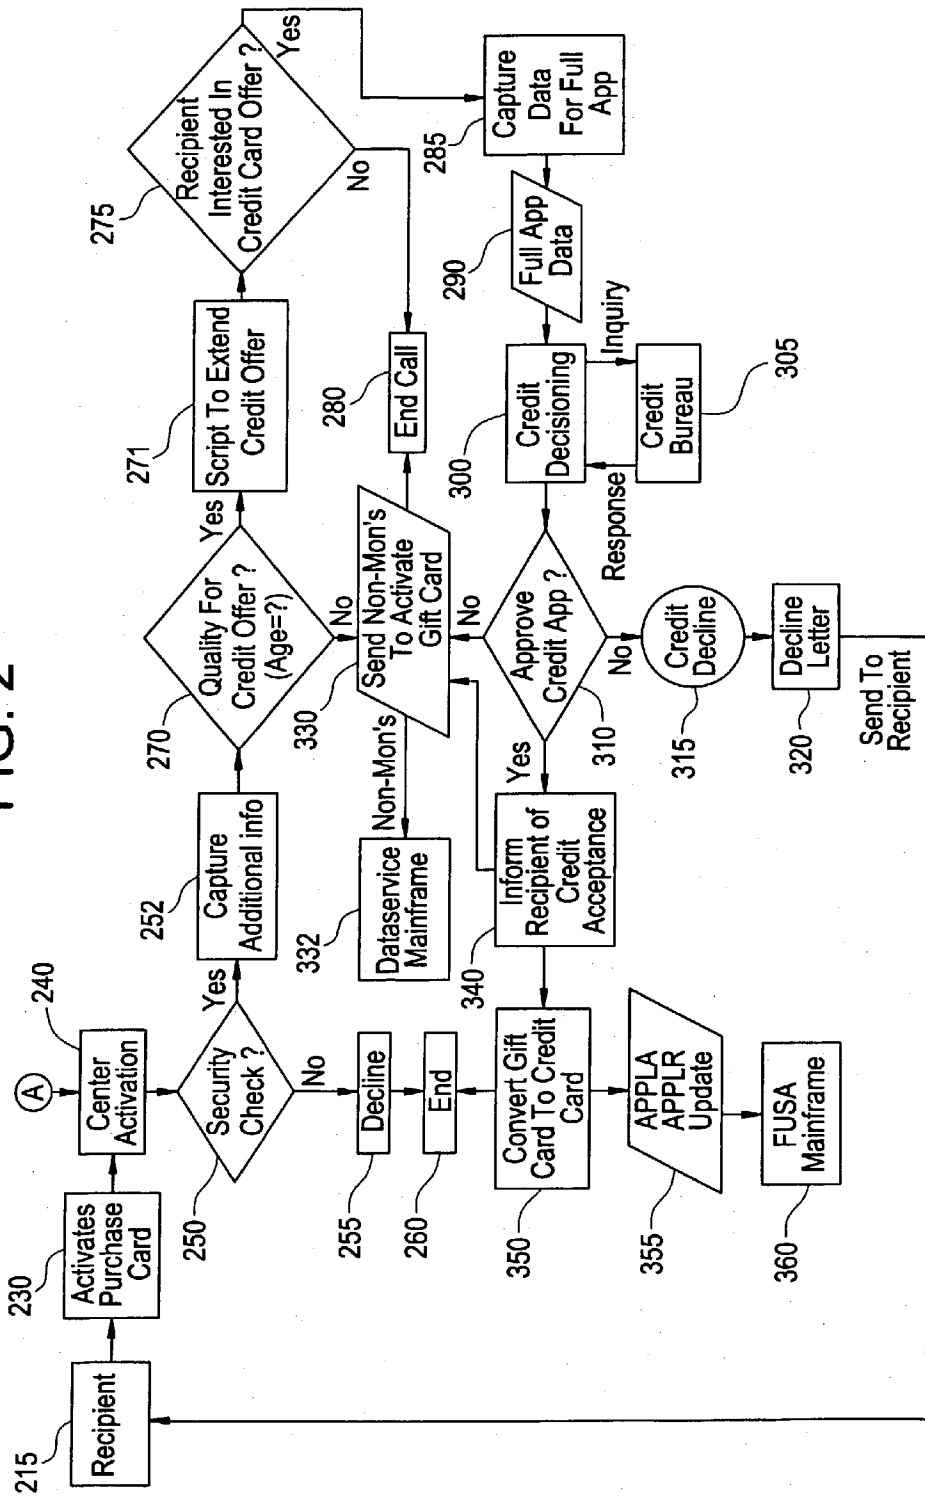 FIG. 2
215
Recipient
230
Activates
Purchase
Card
A
240
Center
Activation
250
Security
Check ?
Yes
No
252
Capture
Additional info
255
Decline
260
End
270
Quality For
Credit Offer ?
(Age=?)
Yes
No
271
Script To Extend
Credit Offer
275
Recipient
Interested In
Credit Card Offer ?
Yes
No
280
End Call
285
Capture
Data
For Full
App
290
Full App
Data
300
Credit
Decisioning
Inquiry
Response
305
Credit
Bureau
310
Approve
Credit App ?
Yes
No
No
315
Credit
Decline
320
Decline
Letter
Send To
Recipient
330
Send Non-Mon's
To Activate
Gift Card
Non-Mon's
332
Dataservice
Mainframe
340
Inform
Recipient of
Credit
Acceptance
350
Convert Gift
Card To Credit
Card
355
APPLA
APPLR
Update
360
FUSA
Mainframe